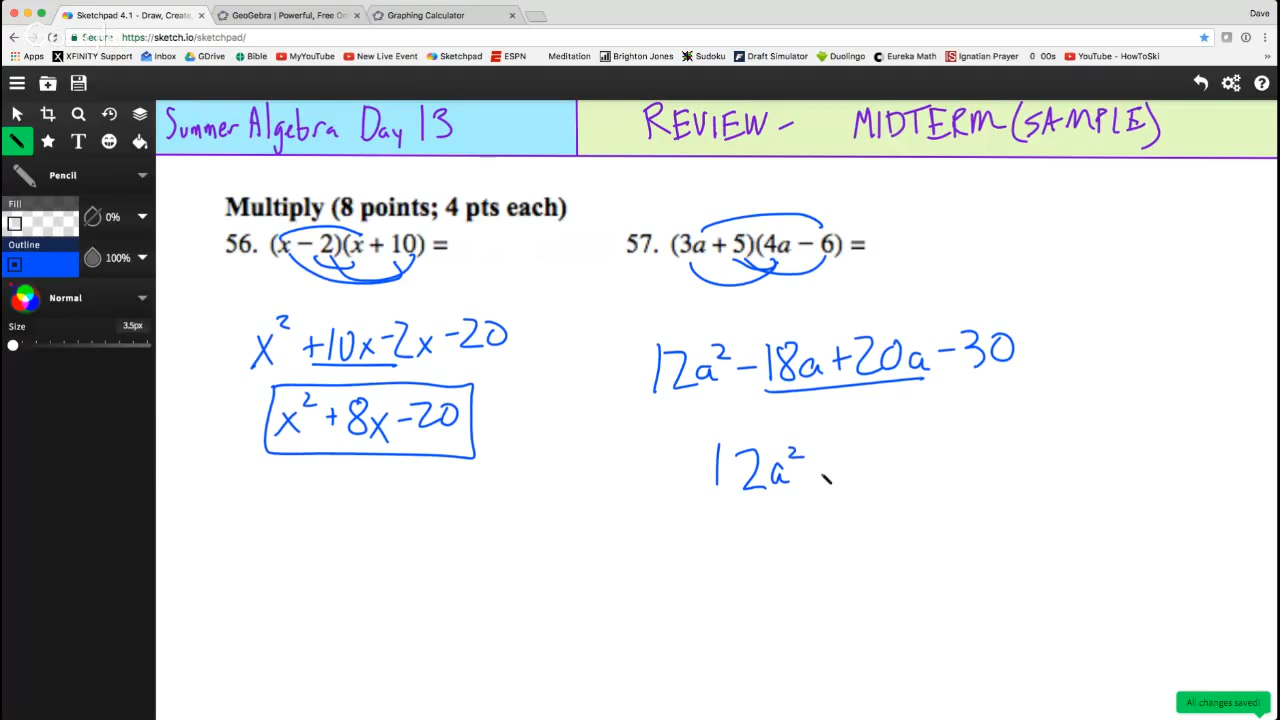 Sketchpad 4.1 - Draw, Create,
GeoGebra | Powerful, Free On
Graphing Calculator
Dave
Secure https://sketch.io/sketchpad/
Apps XFINITY Support Inbox GDrive Bible MyYouTube New Live Event Sketchpad ESPN Meditation Brighton Jones Sudoku Draft Simulator Duolingo Eureka Math Ignatian Prayer 0 00s YouTube - HowToSki »
Summer Algebra Day 13
REVIEW - MIDTERM (SAMPLE)
Pencil
Fill
0%
Outline
100%
Normal
Size
3.5px
Multiply (8 points; 4 pts each)
56. (x − 2)(x + 10) =
x² +10x -2x -20
x² + 8x - 20
57. (3a + 5)(4a − 6) =
12a² - 18a + 20a - 30
12a²
All changes saved!